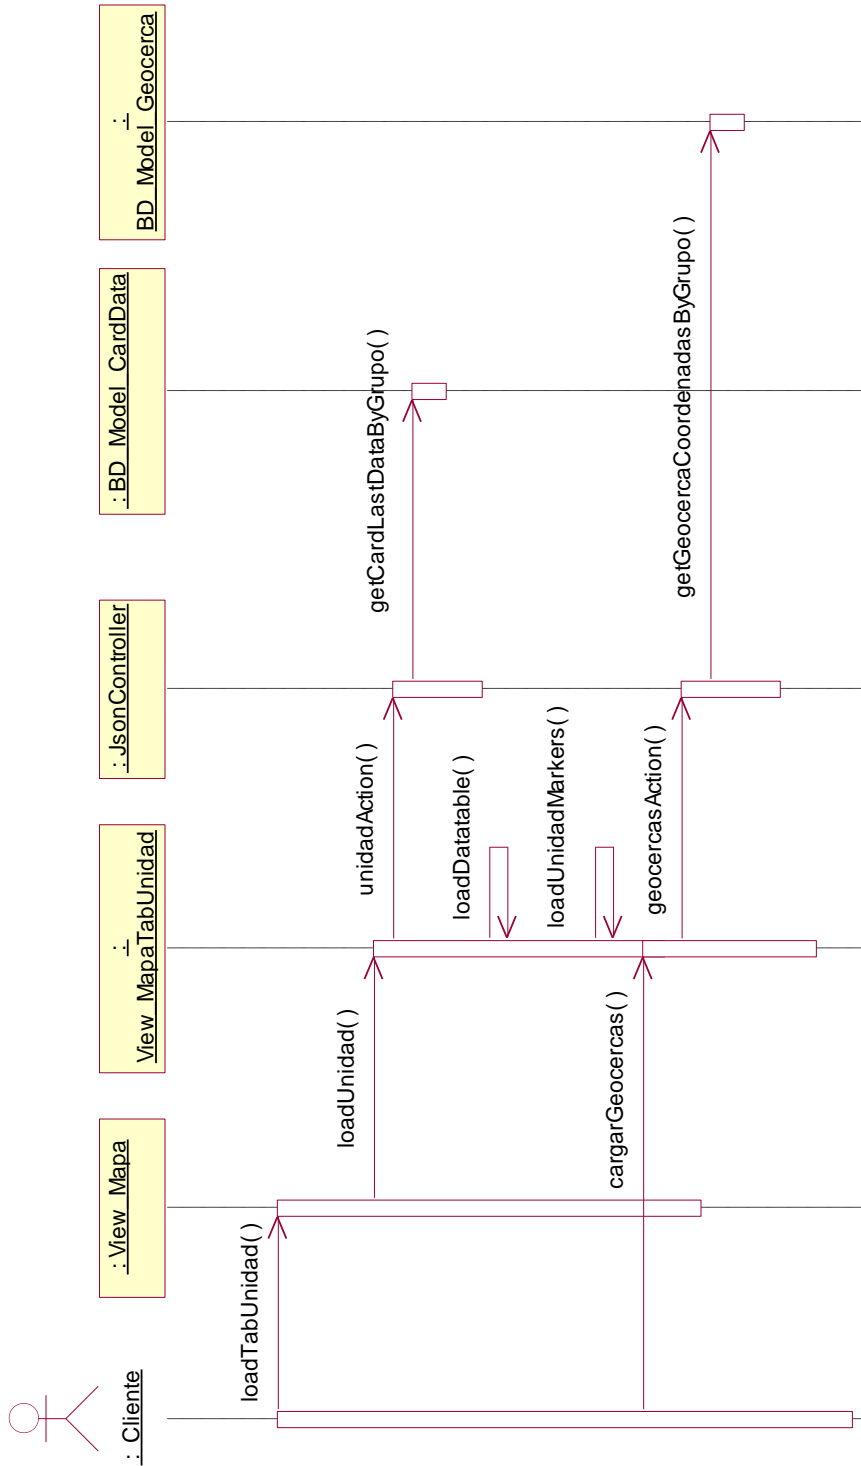 : Cliente
: View_Mapa
:
View_MapaTabUnidad
: JsonController
: BD_Model_CardData
:
BD_Model_Geocerca
loadTabUnidad( )
loadUnidad( )
unidadAction( )
getCardLastDataByGrupo( )
loadDatatable( )
loadUnidadMarkers( )
cargarGeocercas( )
geocercasAction( )
getGeocercaCoordenadasByGrupo( )